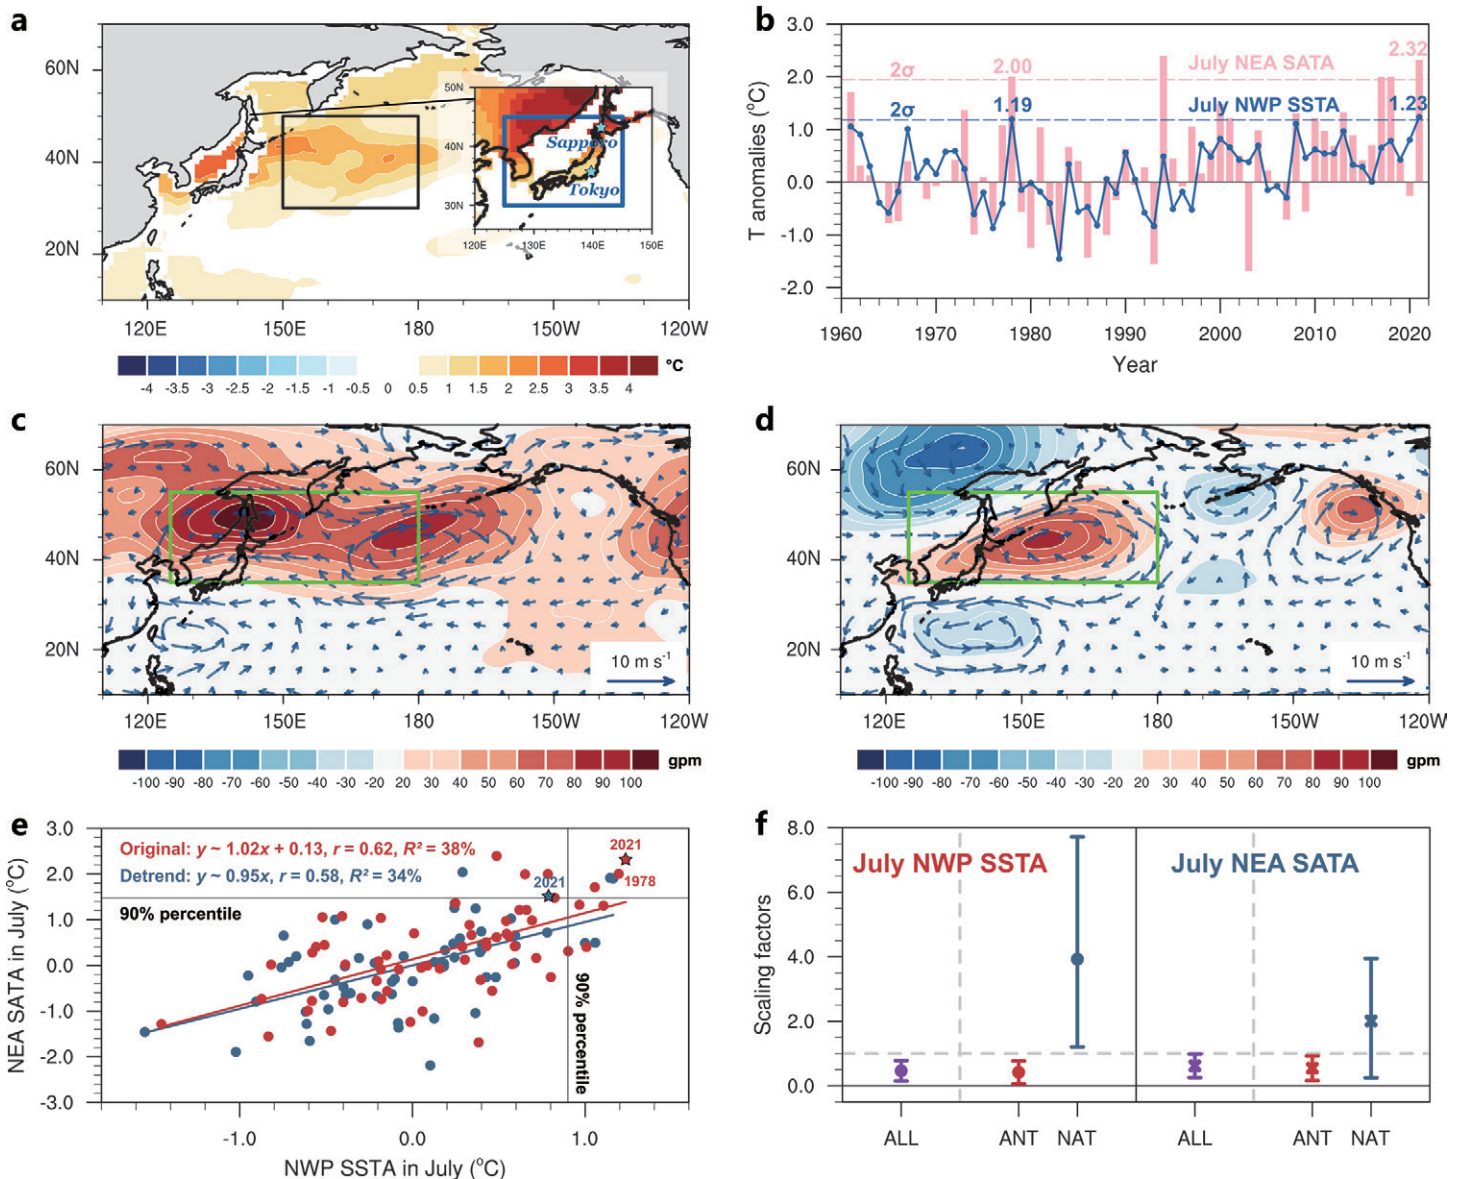 a
60N
40N
20N
120E
150E
180
150W
120W
50N
40N
30N
120E
130E
140E
150E
Sapporo
Tokyo
-4 -3.5 -3 -2.5 -2 -1.5 -1 -0.5 0 0.5 1 1.5 2 2.5 3 3.5 4
°C
b
T anomalies (°C)
3.0
2.0
1.0
0.0
-1.0
-2.0
2σ
2.00
July NEA SATA
2.32
2σ
1.19
July NWP SSTA
1.23
1960 1970 1980 1990 2000 2010 2020
Year
c
60N
40N
20N
10 m s⁻¹
120E 150E 180 150W 120W
-100 -90 -80 -70 -60 -50 -40 -30 -20 20 30 40 50 60 70 80 90 100
gpm
d
60N
40N
20N
10 m s⁻¹
120E 150E 180 150W 120W
-100 -90 -80 -70 -60 -50 -40 -30 -20 20 30 40 50 60 70 80 90 100
gpm
e
NEA SATA in July (°C)
3.0
2.0
1.0
0.0
-1.0
-2.0
-3.0
Original: y ~ 1.02x + 0.13, r = 0.62, R² = 38%
Detrend: y ~ 0.95x, r = 0.58, R² = 34%
2021
2021
1978
90% percentile
90% percentile
-1.0 0.0 1.0
NWP SSTA in July (°C)
f
Scaling factors
8.0
6.0
4.0
2.0
0.0
July NWP SSTA
July NEA SATA
ALL ANT NAT ALL ANT NAT